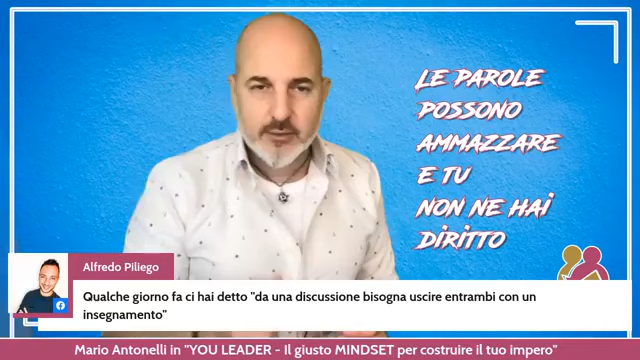 LE PAROLE
POSSONO
AMMAZZARE
E TU
NON NE HAI
DIRITTO
Alfredo Piliego
Qualche giorno fa ci hai detto "da una discussione bisogna uscire entrambi con un
insegnamento"
Mario Antonelli in "YOU LEADER - Il giusto MINDSET per costruire il tuo impero"